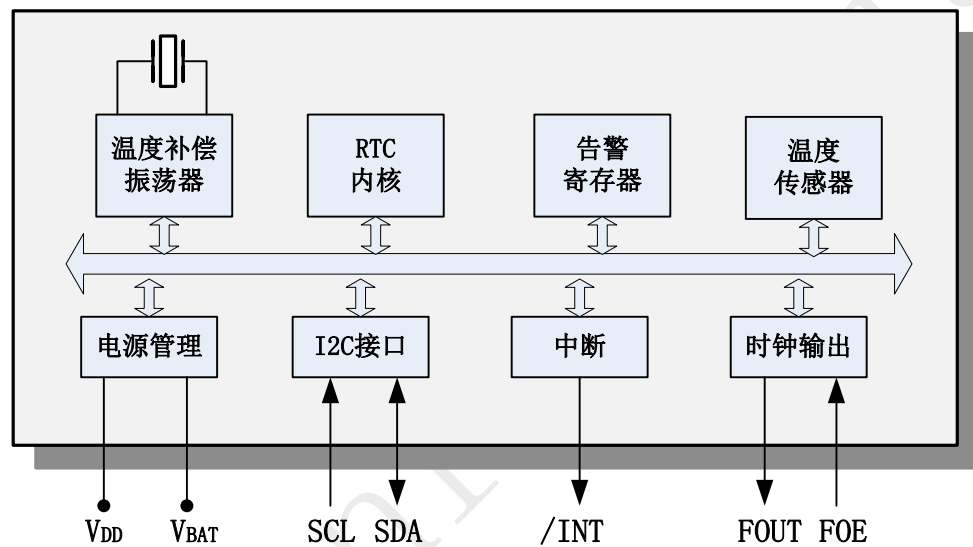 温度补偿
振荡器
RTC
内核
告警
寄存器
温度
传感器
电源管理
I2C接口
中断
时钟输出
VDD VBAT SCL SDA /INT FOUT FOE